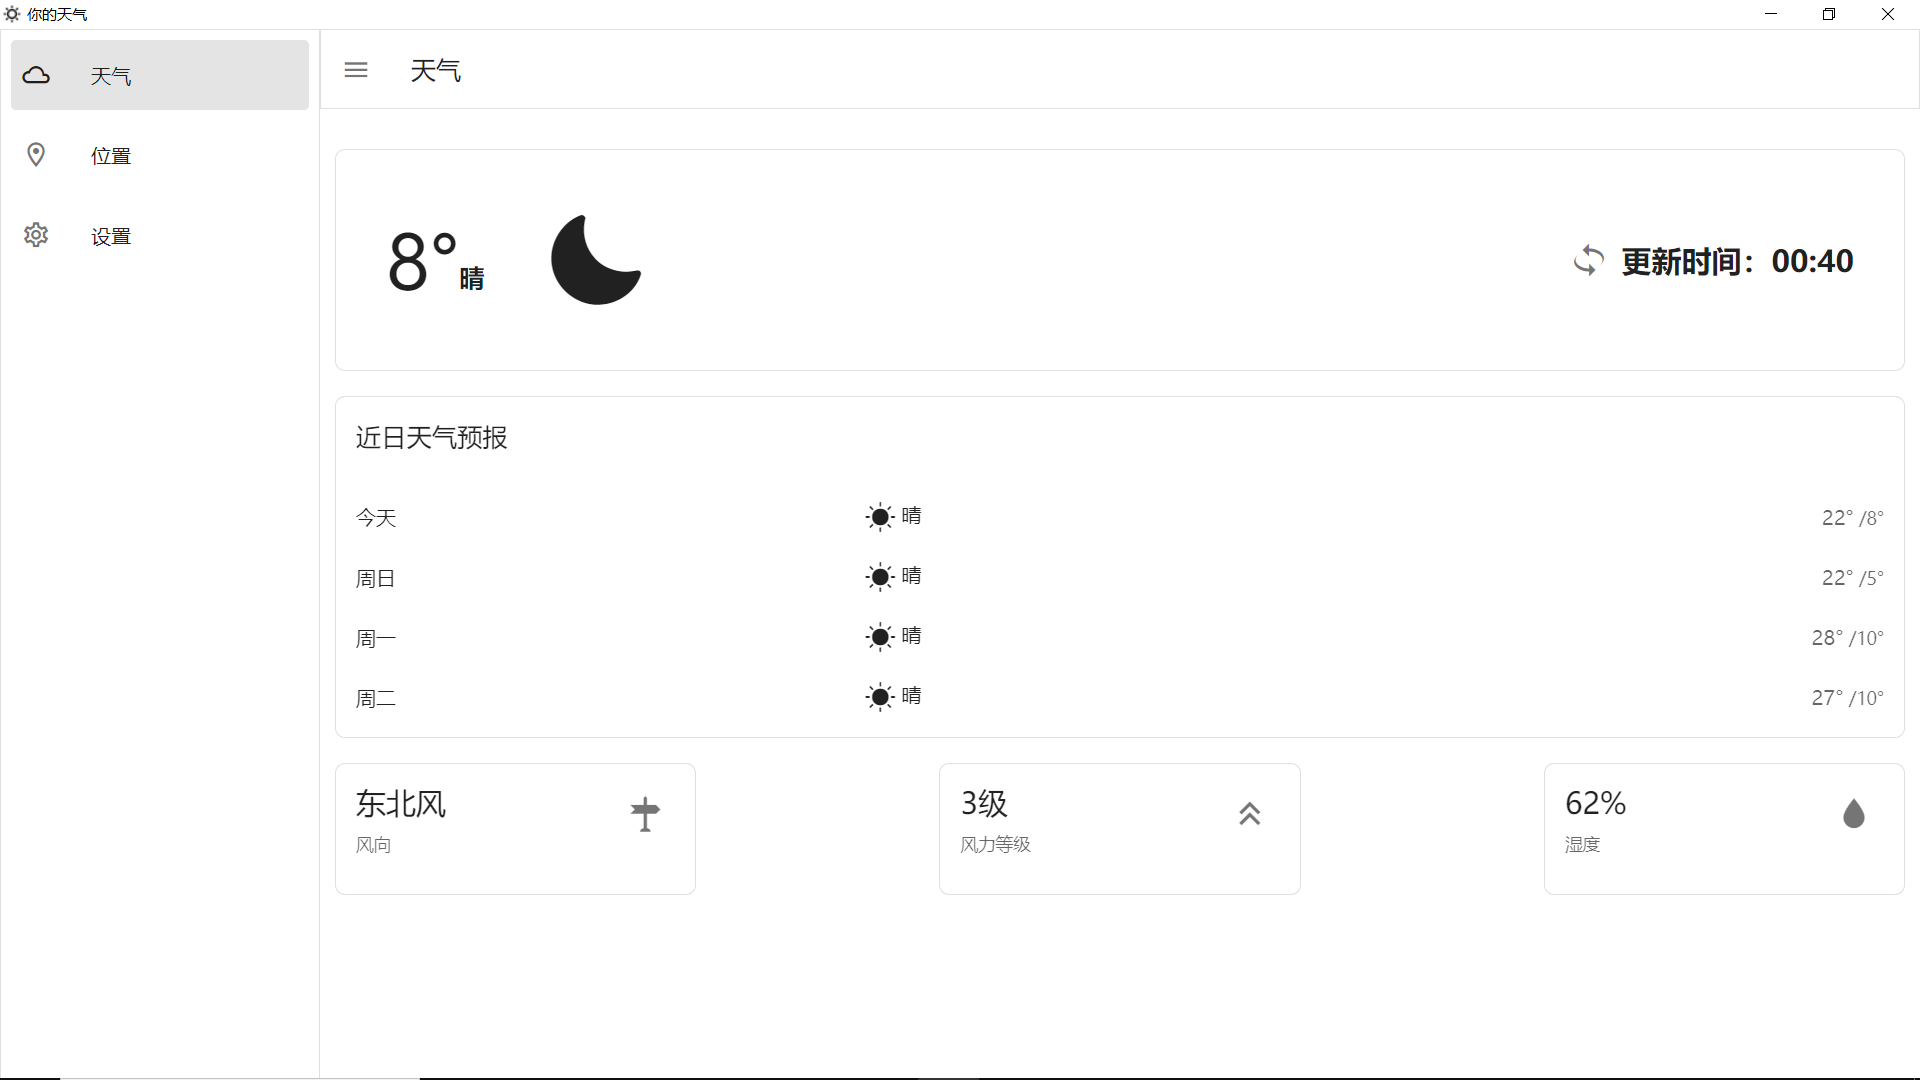 你的天气
天气
位置
设置
天气
8° 晴
更新时间：00:40
近日天气预报
今天 晴 22° /8°
周日 晴 22° /5°
周一 晴 28° /10°
周二 晴 27° /10°
东北风
风向
3级
风力等级
62%
湿度